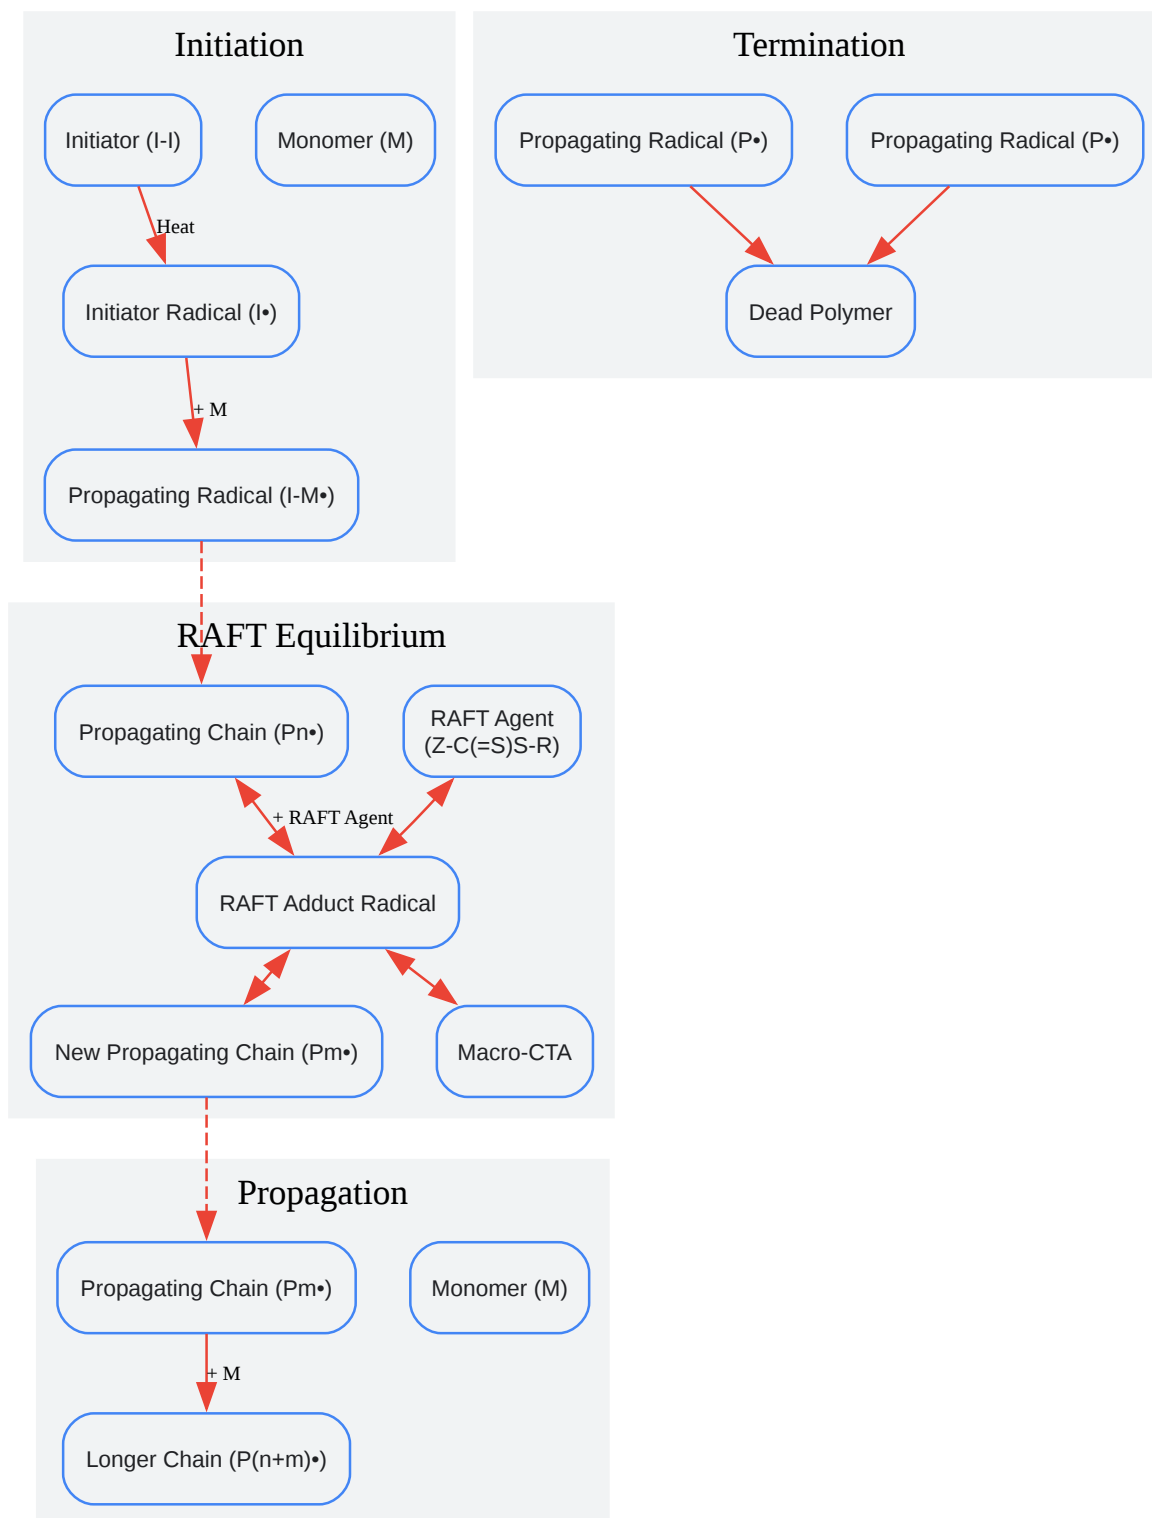 Initiation
Initiator (I-I)
Monomer (M)
Heat
Initiator Radical (I•)
+ M
Propagating Radical (I-M•)
Termination
Propagating Radical (P•)
Propagating Radical (P•)
Dead Polymer
RAFT Equilibrium
Propagating Chain (Pn•)
RAFT Agent
(Z-C(=S)S-R)
+ RAFT Agent
RAFT Adduct Radical
New Propagating Chain (Pm•)
Macro-CTA
Propagation
Propagating Chain (Pm•)
Monomer (M)
+ M
Longer Chain (P(n+m)•)